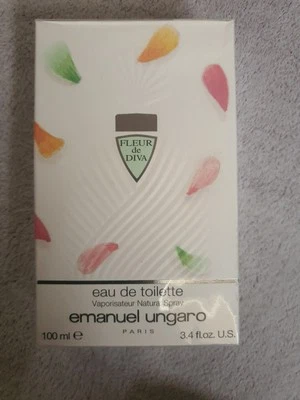 FLEUR
de
DIVA
eau de toilette
Vaporisateur Natural Spray
emanuel ungaro
PARIS
100 ml ℮ 3.4 fl.oz. U.S.